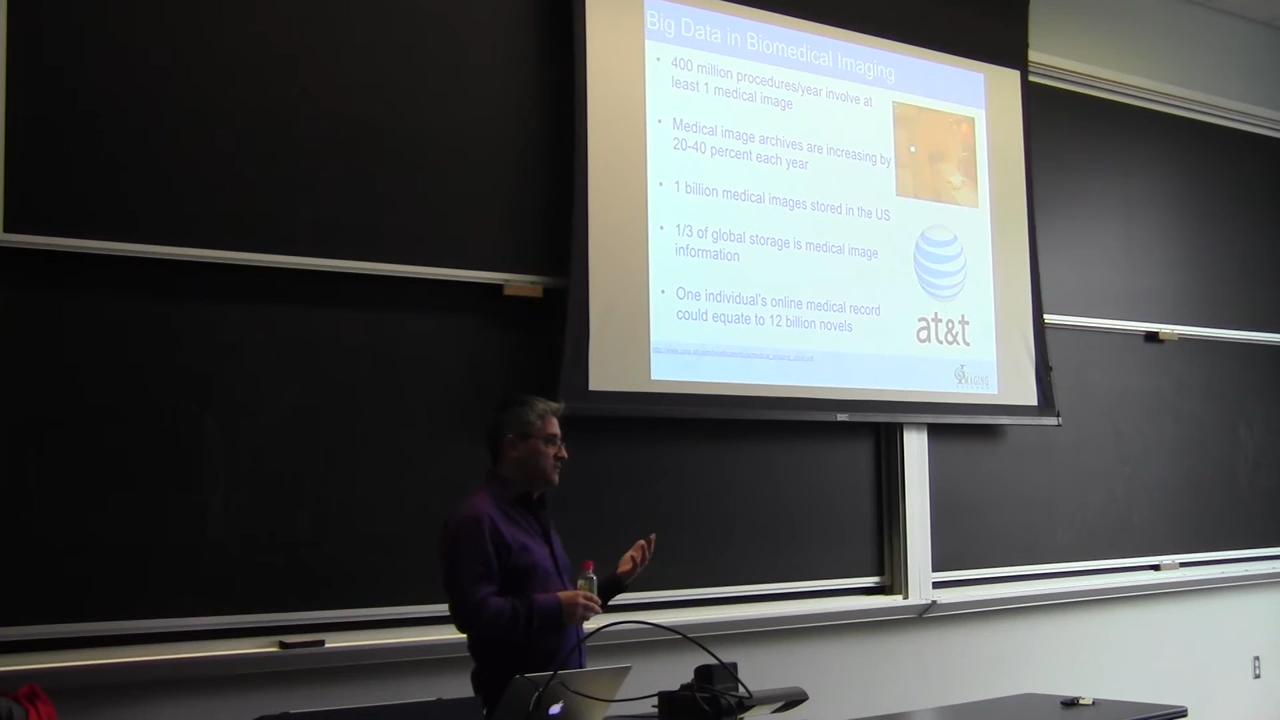 Big Data in Biomedical Imaging
• 400 million procedures/year involve at
least 1 medical image
• Medical image archives are increasing by
20-40 percent each year
• 1 billion medical images stored in the US
• 1/3 of global storage is medical image
information
• One individual's online medical record
could equate to 12 billion novels
at&t
IMAGING